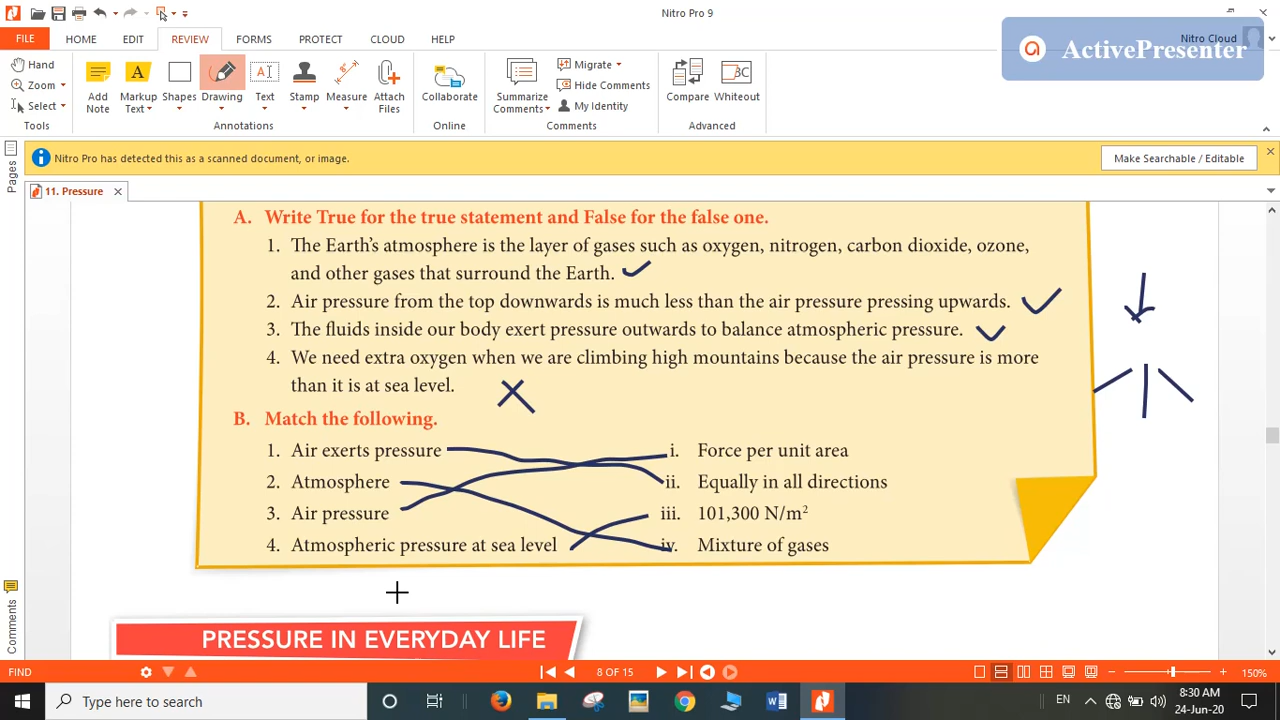 Nitro Pro 9
FILE HOME EDIT REVIEW FORMS PROTECT CLOUD HELP
Nitro Cloud
ActivePresenter
Hand
Zoom
Select
Tools
Add Note
Markup Text
Shapes
Drawing
Text
Stamp
Measure
Attach Files
Annotations
Collaborate
Online
Summarize Comments
Migrate
Hide Comments
My Identity
Comments
Compare
Whiteout
Advanced
Nitro Pro has detected this as a scanned document, or image.
Make Searchable / Editable
Pages
11. Pressure
A. Write True for the true statement and False for the false one.
1. The Earth's atmosphere is the layer of gases such as oxygen, nitrogen, carbon dioxide, ozone,
and other gases that surround the Earth.
2. Air pressure from the top downwards is much less than the air pressure pressing upwards.
3. The fluids inside our body exert pressure outwards to balance atmospheric pressure.
4. We need extra oxygen when we are climbing high mountains because the air pressure is more
than it is at sea level.
B. Match the following.
1. Air exerts pressure i. Force per unit area
2. Atmosphere ii. Equally in all directions
3. Air pressure iii. 101,300 N/m²
4. Atmospheric pressure at sea level iv. Mixture of gases
PRESSURE IN EVERYDAY LIFE
Comments
FIND
8 OF 15
150%
Type here to search
EN
8:30 AM
24-Jun-20